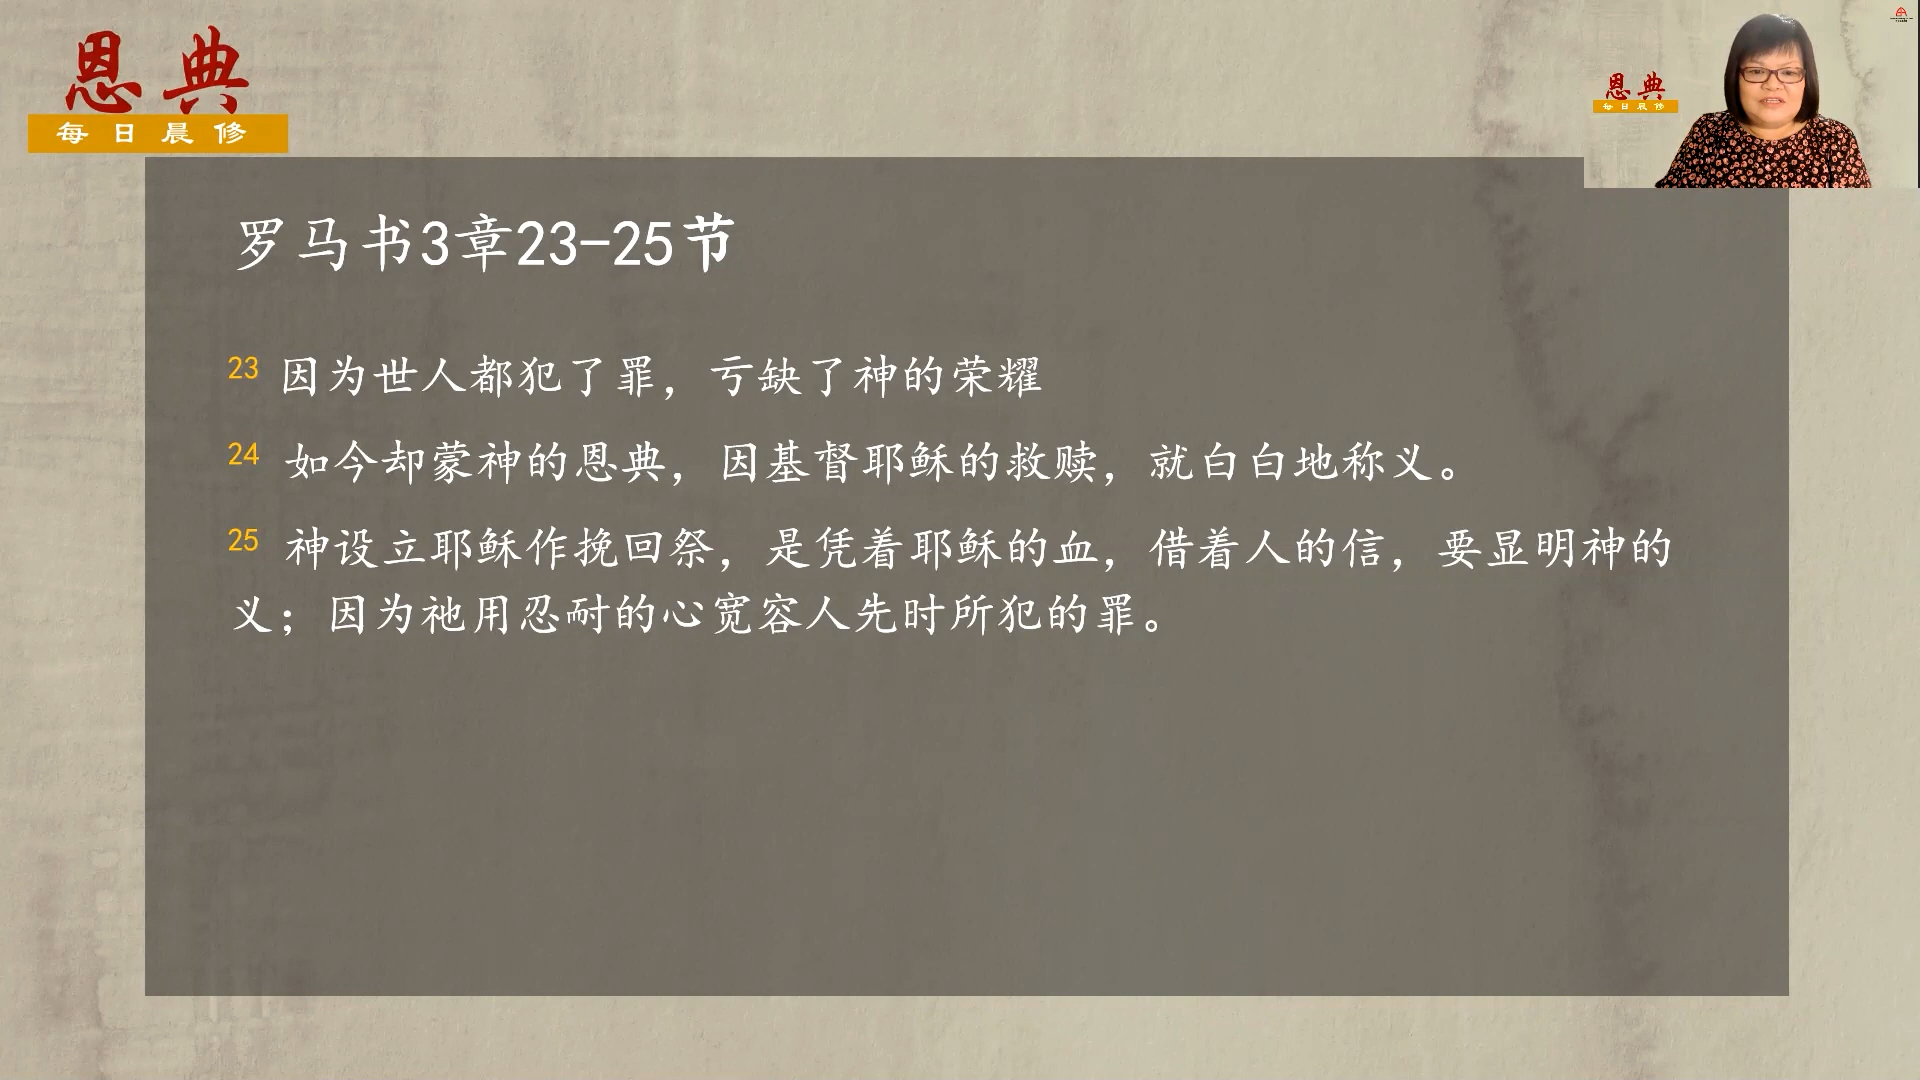 恩典
每日晨修
恩典
每日晨修
罗马书3章23-25节
23 因为世人都犯了罪，亏缺了神的荣耀
24 如今却蒙神的恩典，因基督耶稣的救赎，就白白地称义。
25 神设立耶稣作挽回祭，是凭着耶稣的血，借着人的信，要显明神的
义；因为祂用忍耐的心宽容人先时所犯的罪。